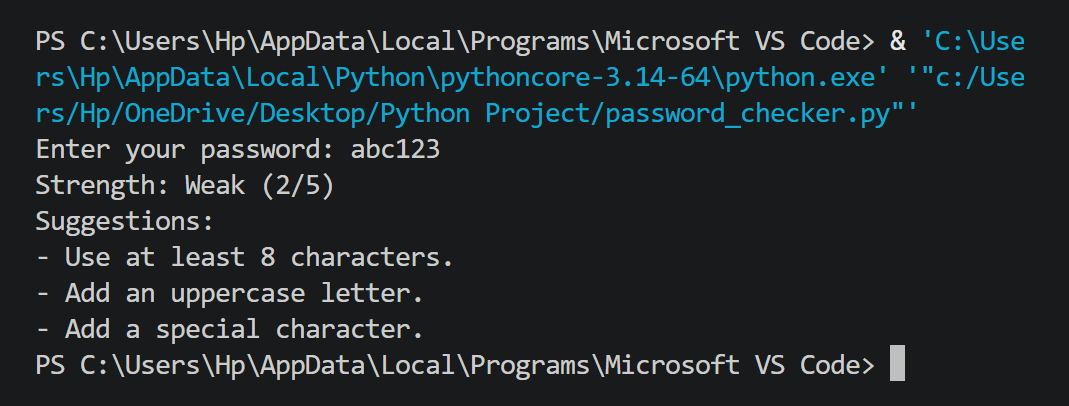 PS C:\Users\Hp\AppData\Local\Programs\Microsoft VS Code> & 'C:\Use
rs\Hp\AppData\Local\Python\pythoncore-3.14-64\python.exe' '"c:/Use
rs/Hp/OneDrive/Desktop/Python Project/password_checker.py"'
Enter your password: abc123
Strength: Weak (2/5)
Suggestions:
- Use at least 8 characters.
- Add an uppercase letter.
- Add a special character.
PS C:\Users\Hp\AppData\Local\Programs\Microsoft VS Code>